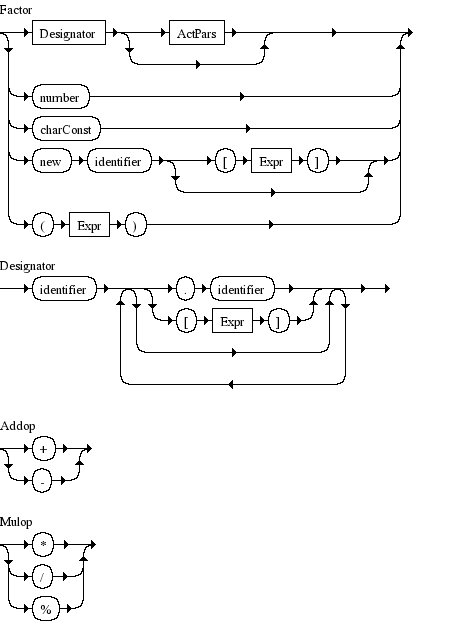 Factor
Designator ActPars
number
charConst
new identifier [ Expr ]
( Expr )
Designator
identifier . identifier
[ Expr ]
Addop
+
-
Mulop
*
/
%